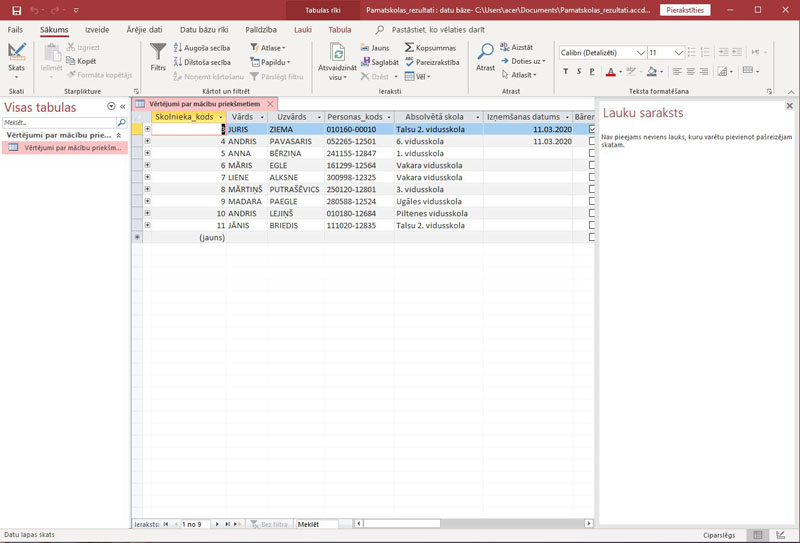 Tabulas rīki
Pamatskolas_rezultati : datu bāze- C:\Users\acer\Documents\Pamatskolas_rezultati.accd...
Pierakstīties
Fails Sākums Izveide Ārējie dati Datu bāzu rīki Palīdzība Lauki Tabula Pastāstiet, ko vēlaties darīt
Skats
Skati
Ielīmēt
Izgriezt
Kopēt
Formāta kopētājs
Starpliktuve
Filtrs
Augoša secība
Dilstoša secība
Noņemt kārtošanu
Atlase
Papildu
Pārslēgt filtru
Kārtot un filtrēt
Atsvaidzināt visu
Jauns
Saglabāt
Dzēst
Kopsummas
Pareizrakstība
Vēl
Ieraksti
Atrast
Aizstāt
Doties uz
Atlasīt
Atrast
Calibri (Detalizēti) 11
T S P
Teksta formatēšana
Visas tabulas
Meklēt...
Vērtējumi par mācību prie...
Vērtējumi par mācību priekšm...
Vērtējumi par mācību priekšmetiem
Skolnieka_kods Vārds Uzvārds Personas_kods Absolvētā skola Izņemšanas datums Bāren
3 JURIS ZIEMA 010160-00010 Talsu 2. vidusskola 11.03.2020
4 ANDRIS PAVASARIS 052265-12501 6. vidusskola 11.03.2020
5 ANNA BĒRZIŅA 241155-12847 1. vidusskola
6 MĀRIS EGLE 161299-12564 Vakara vidusskola
7 LIENE ALKSNE 300998-12325 Vakara vidusskola
8 MĀRTIŅŠ PUTRAŠĒVICS 250120-12801 3. vidusskola
9 MADARA PAEGLE 280588-12524 Ugāles vidusskola
10 ANDRIS LEJIŅŠ 010180-12684 Piltenes vidusskola
11 JĀNIS BRIEDIS 111020-12835 Talsu 2. vidusskola
(jauns)
Lauku saraksts
Nav pieejams neviens lauks, kuru varētu pievienot pašreizējam
skatam.
Ieraksts: 1 no 9 Bez filtra Meklēt
Datu lapas skats
Ciparslēgs